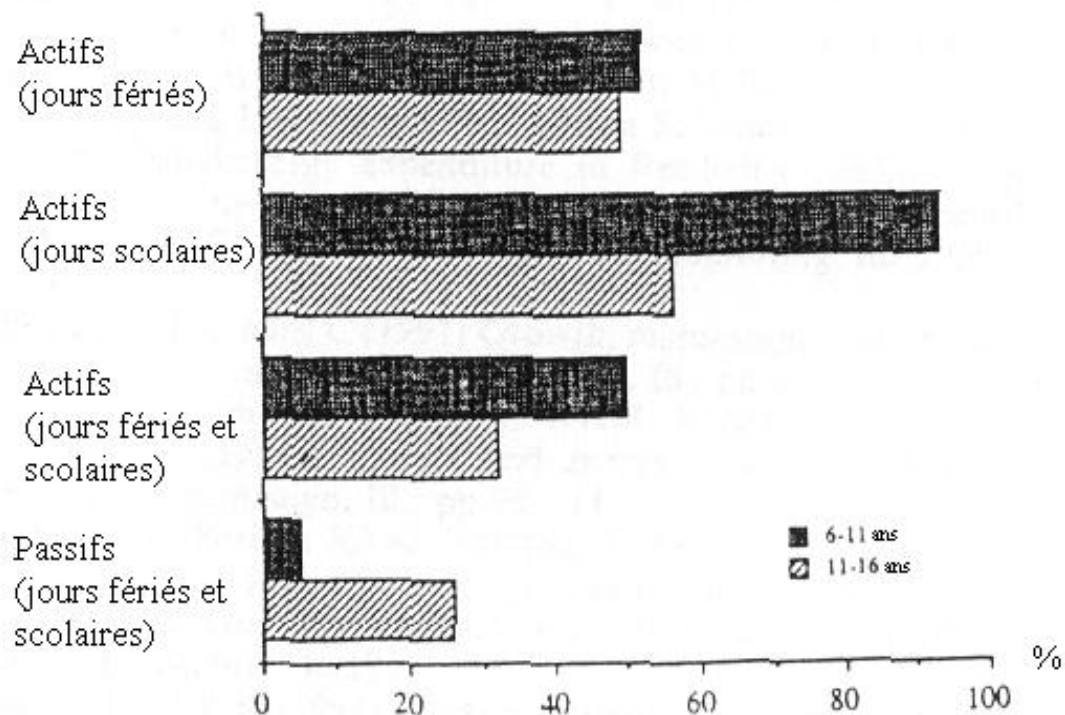 Actifs
(jours fériés)
Actifs
(jours scolaires)
Actifs
(jours fériés et
scolaires)
Passifs
(jours fériés et
scolaires)
6-11 ans
11-16 ans
%
0 20 40 60 80 100